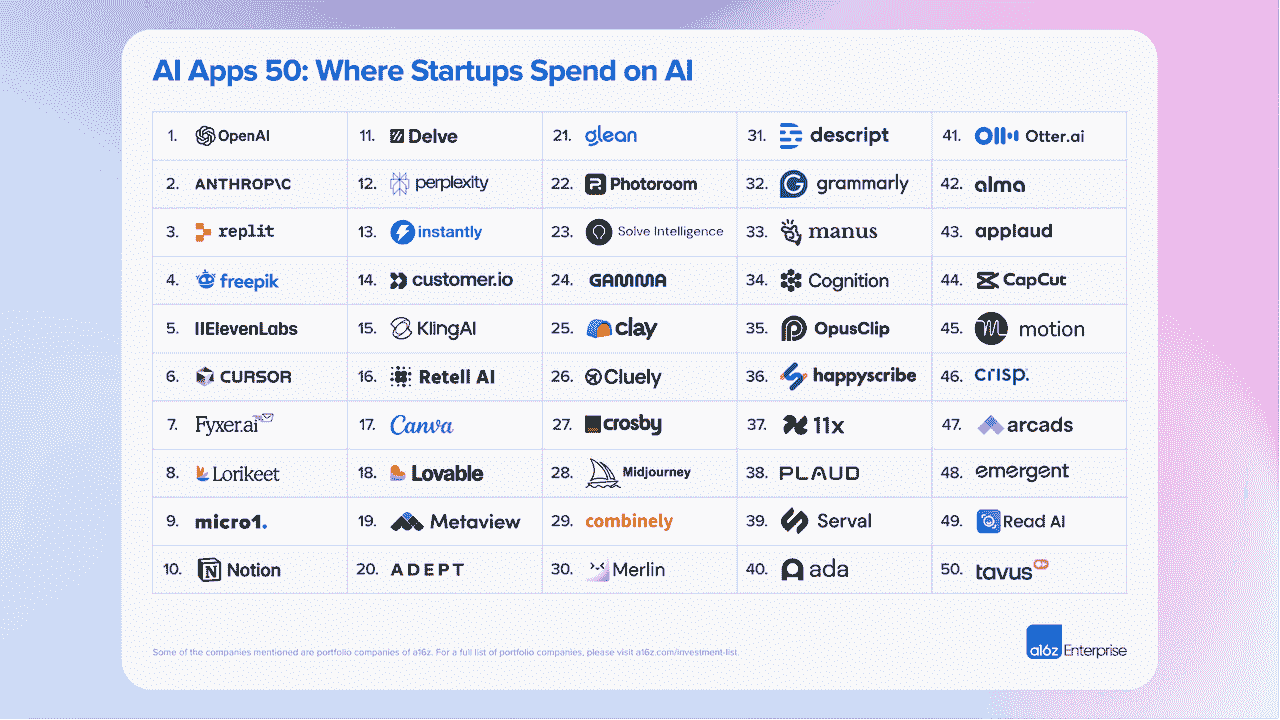 AI Apps 50: Where Startups Spend on AI
1. OpenAI
2. ANTHROP\C
3. replit
4. freepik
5. IIElevenLabs
6. CURSOR
7. Fyxer.ai
8. Lorikeet
9. micro1.
10. Notion
11. Delve
12. perplexity
13. instantly
14. customer.io
15. KlingAI
16. Retell AI
17. Canva
18. Lovable
19. Metaview
20. ADEPT
21. glean
22. Photoroom
23. Solve Intelligence
24. GAMMA
25. clay
26. Cluely
27. crosby
28. Midjourney
29. combinely
30. Merlin
31. descript
32. grammarly
33. manus
34. Cognition
35. OpusClip
36. happyscribe
37. 11x
38. PLAUD
39. Serval
40. ada
41. Otter.ai
42. alma
43. applaud
44. CapCut
45. motion
46. crisp.
47. arcads
48. emergent
49. Read AI
50. tavus
Some of the companies mentioned are portfolio companies of a16z. For a full list of portfolio companies, please visit a16z.com/investment-list.
a16z Enterprise